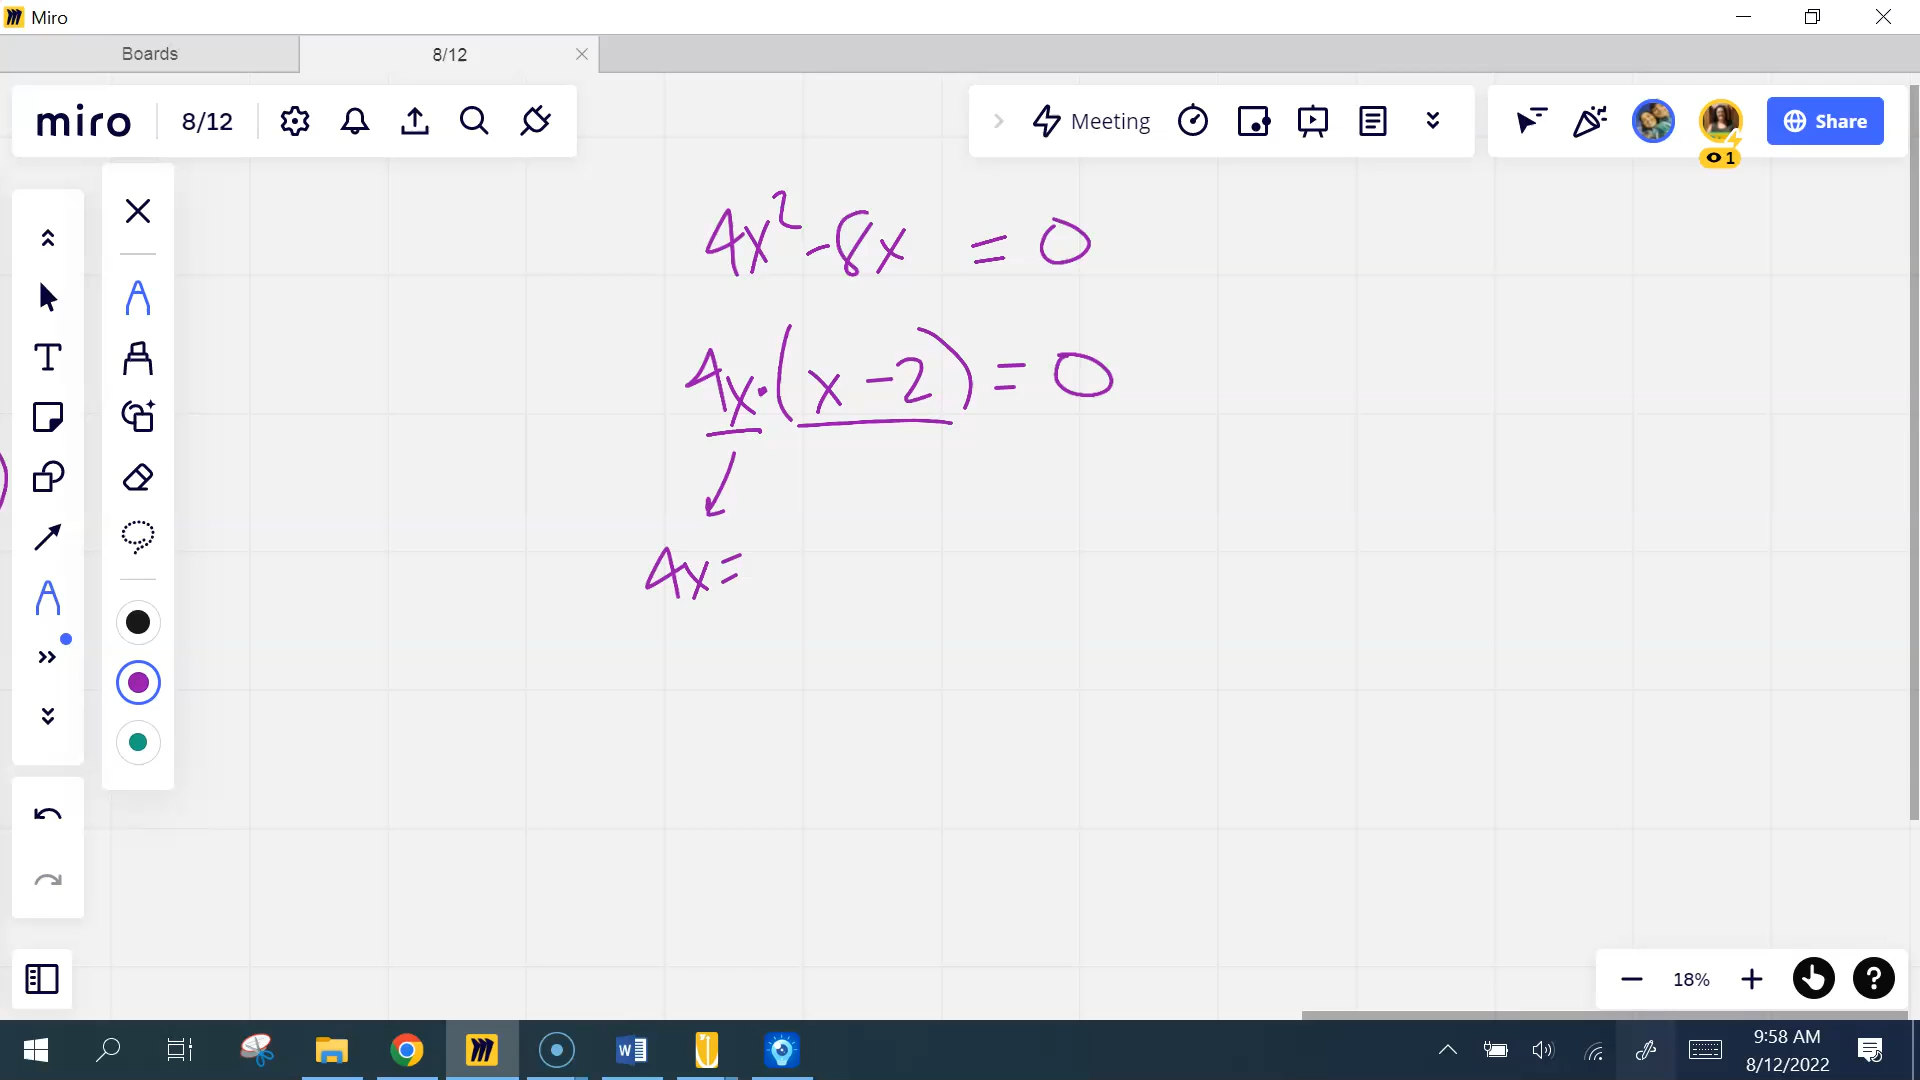 Miro
Boards
8/12
miro
8/12
Meeting
1
Share
4x² - 8x = 0
4x · (x - 2) = 0
4x =
T
18%
?
9:58 AM
8/12/2022